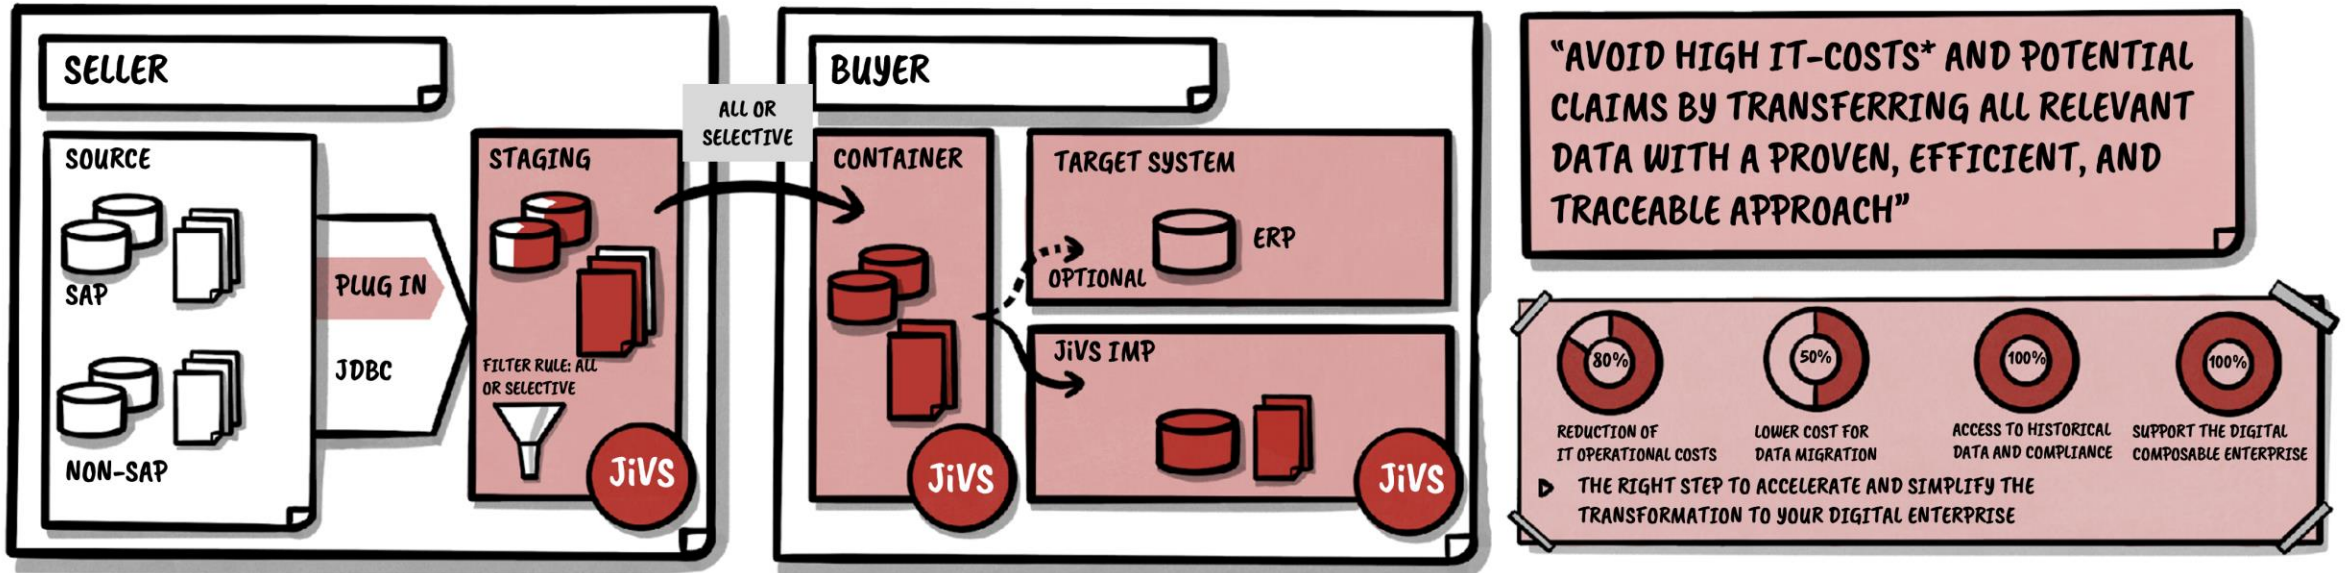 SELLER
SOURCE
SAP
NON-SAP
PLUG IN
JDBC
STAGING
FILTER RULE: ALL
OR SELECTIVE
JiVS
ALL OR
SELECTIVE
BUYER
CONTAINER
JiVS
TARGET SYSTEM
ERP
OPTIONAL
JiVS IMP
JiVS
“AVOID HIGH IT-COSTS* AND POTENTIAL
CLAIMS BY TRANSFERRING ALL RELEVANT
DATA WITH A PROVEN, EFFICIENT, AND
TRACEABLE APPROACH”
80%
REDUCTION OF
IT OPERATIONAL COSTS
50%
LOWER COST FOR
DATA MIGRATION
100%
ACCESS TO HISTORICAL
DATA AND COMPLIANCE
100%
SUPPORT THE DIGITAL
COMPOSABLE ENTERPRISE
THE RIGHT STEP TO ACCELERATE AND SIMPLIFY THE
TRANSFORMATION TO YOUR DIGITAL ENTERPRISE